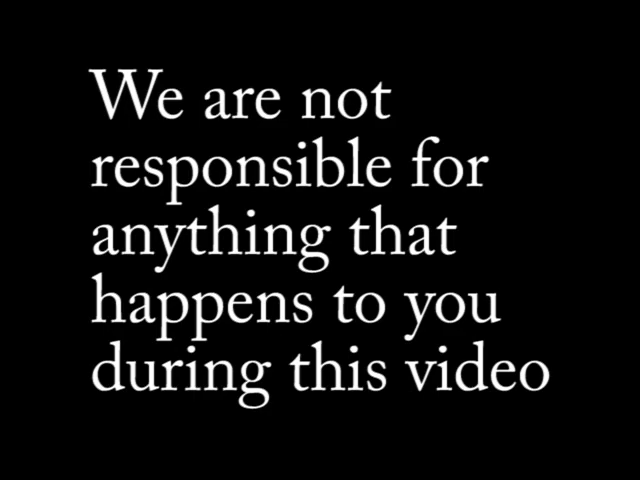 We are not
responsible for
anything that
happens to you
during this video